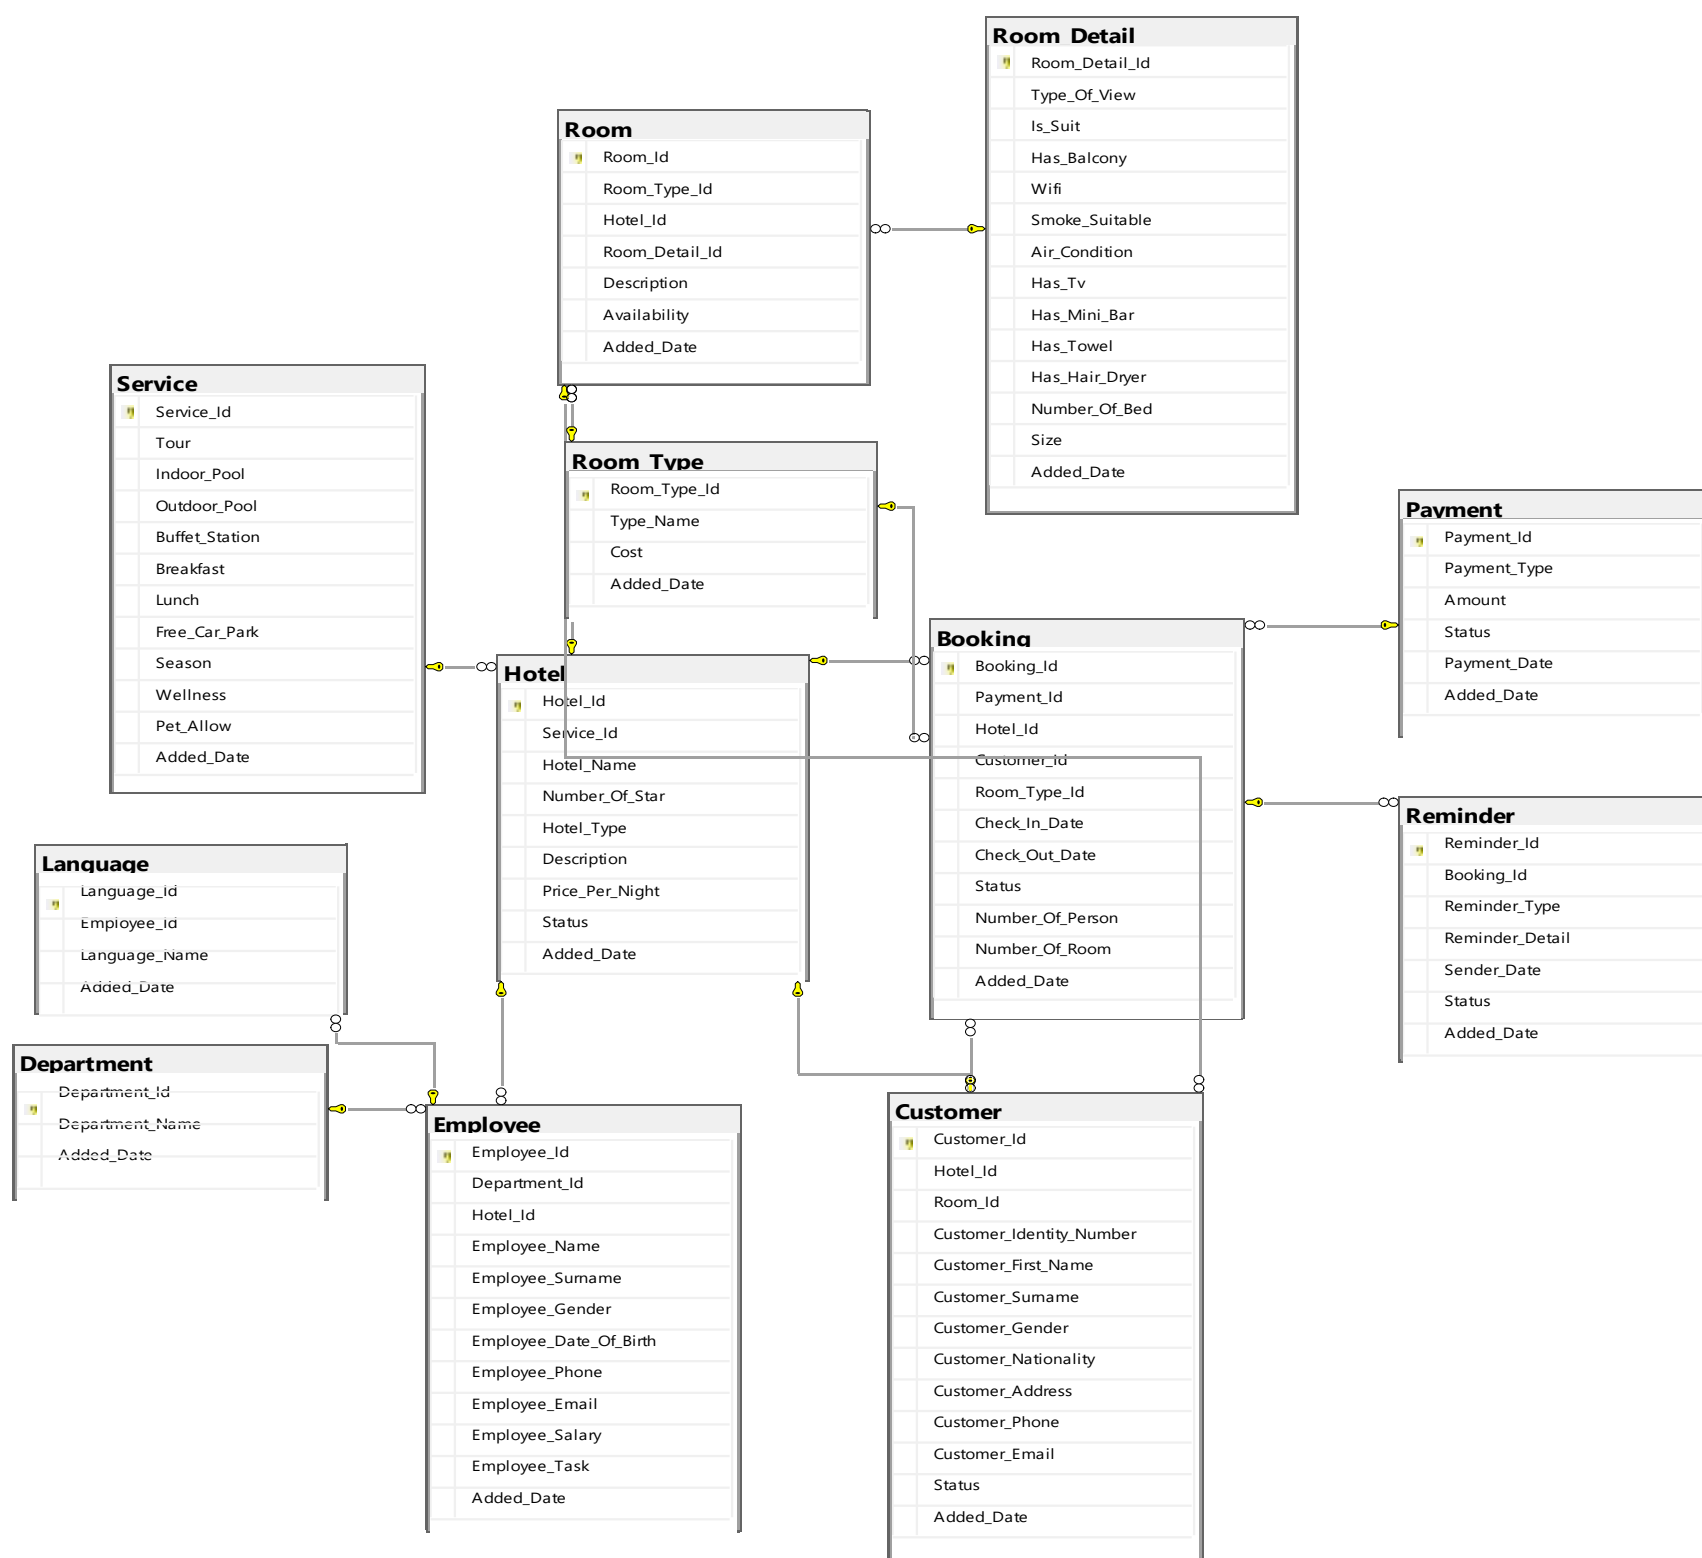 Room Detail
Room_Detail_Id
Type_Of_View
Is_Suit
Has_Balcony
Wifi
Smoke_Suitable
Air_Condition
Has_Tv
Has_Mini_Bar
Has_Towel
Has_Hair_Dryer
Number_Of_Bed
Size
Added_Date
Room
Room_Id
Room_Type_Id
Hotel_Id
Room_Detail_Id
Description
Availability
Added_Date
Service
Service_Id
Tour
Indoor_Pool
Outdoor_Pool
Buffet_Station
Breakfast
Lunch
Free_Car_Park
Season
Wellness
Pet_Allow
Added_Date
Room Type
Room_Type_Id
Type_Name
Cost
Added_Date
Payment
Payment_Id
Payment_Type
Amount
Status
Payment_Date
Added_Date
Booking
Booking_Id
Payment_Id
Hotel_Id
Customer_Id
Room_Type_Id
Check_In_Date
Check_Out_Date
Status
Number_Of_Person
Number_Of_Room
Added_Date
Hotel
Hotel_Id
Service_Id
Hotel_Name
Number_Of_Star
Hotel_Type
Description
Price_Per_Night
Status
Added_Date
Reminder
Reminder_Id
Booking_Id
Reminder_Type
Reminder_Detail
Sender_Date
Status
Added_Date
Language
Language_Id
Employee_Id
Language_Name
Added_Date
Department
Department_Id
Department_Name
Added_Date
Employee
Employee_Id
Department_Id
Hotel_Id
Employee_Name
Employee_Surname
Employee_Gender
Employee_Date_Of_Birth
Employee_Phone
Employee_Email
Employee_Salary
Employee_Task
Added_Date
Customer
Customer_Id
Hotel_Id
Room_Id
Customer_Identity_Number
Customer_First_Name
Customer_Surname
Customer_Gender
Customer_Nationality
Customer_Address
Customer_Phone
Customer_Email
Status
Added_Date